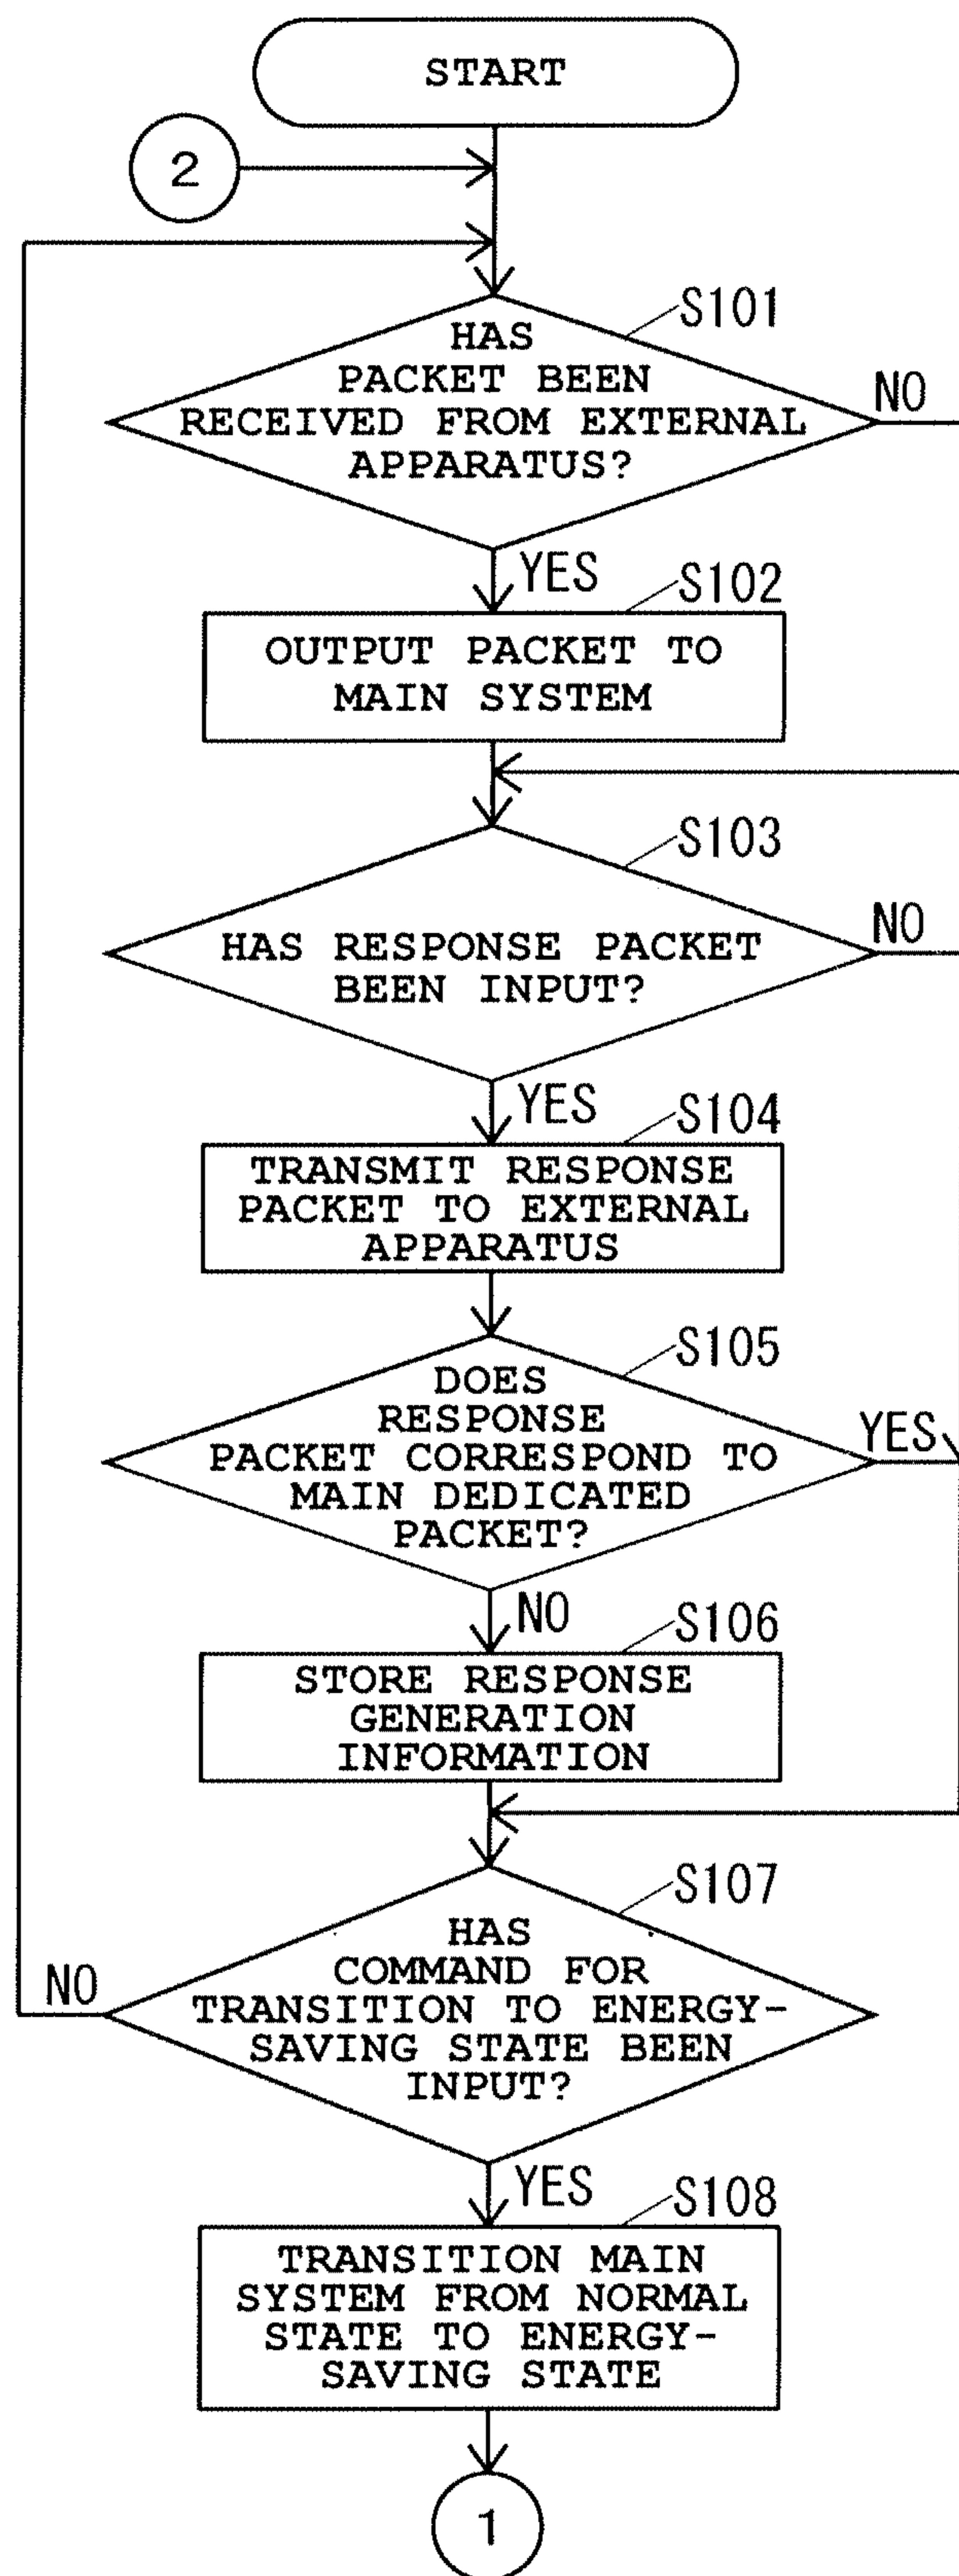 START
2
S101
HAS
PACKET BEEN
RECEIVED FROM EXTERNAL
APPARATUS?
NO
YES
S102
OUTPUT PACKET TO
MAIN SYSTEM
S103
HAS RESPONSE PACKET
BEEN INPUT?
NO
YES
S104
TRANSMIT RESPONSE
PACKET TO EXTERNAL
APPARATUS
S105
DOES
RESPONSE
PACKET CORRESPOND TO
MAIN DEDICATED
PACKET?
YES
NO
S106
STORE RESPONSE
GENERATION
INFORMATION
S107
HAS
COMMAND FOR
TRANSITION TO ENERGY-
SAVING STATE BEEN
INPUT?
NO
YES
S108
TRANSITION MAIN
SYSTEM FROM NORMAL
STATE TO ENERGY-
SAVING STATE
1